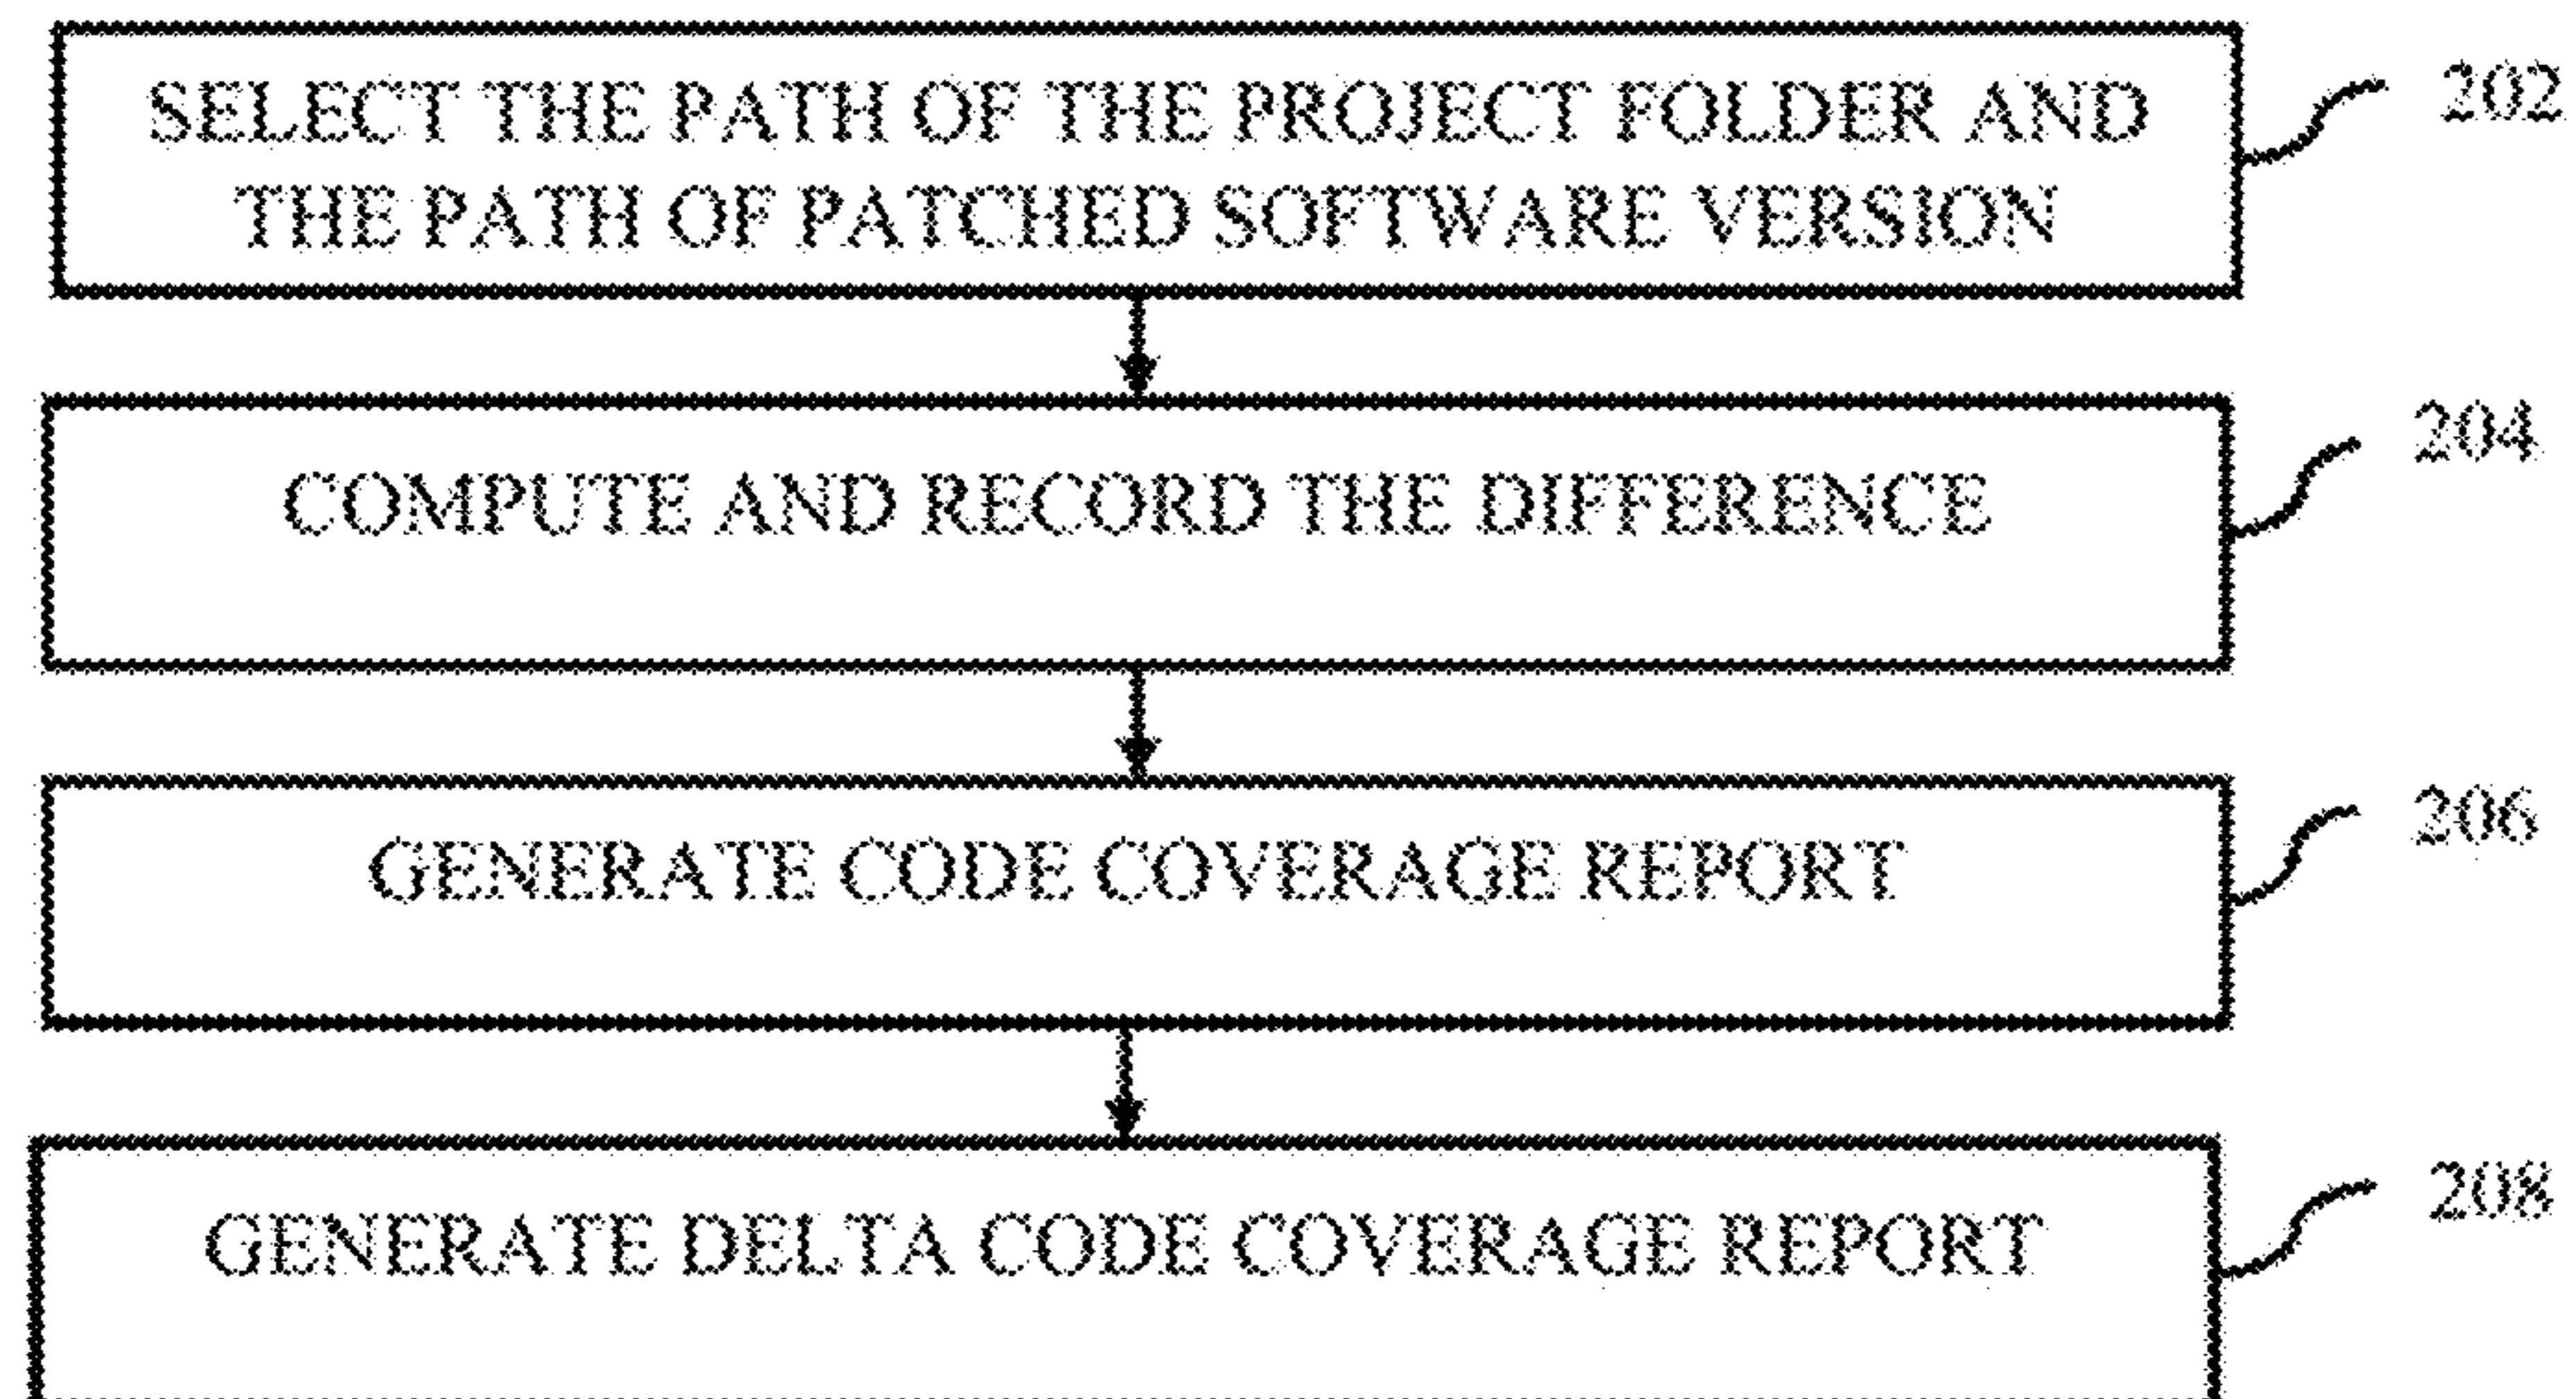 SELECT THE PATH OF THE PROJECT FOLDER AND
THE PATH OF PATCHED SOFTWARE VERSION
202
COMPUTE AND RECORD THE DIFFERENCE
204
GENERATE CODE COVERAGE REPORT
206
GENERATE DELTA CODE COVERAGE REPORT
208